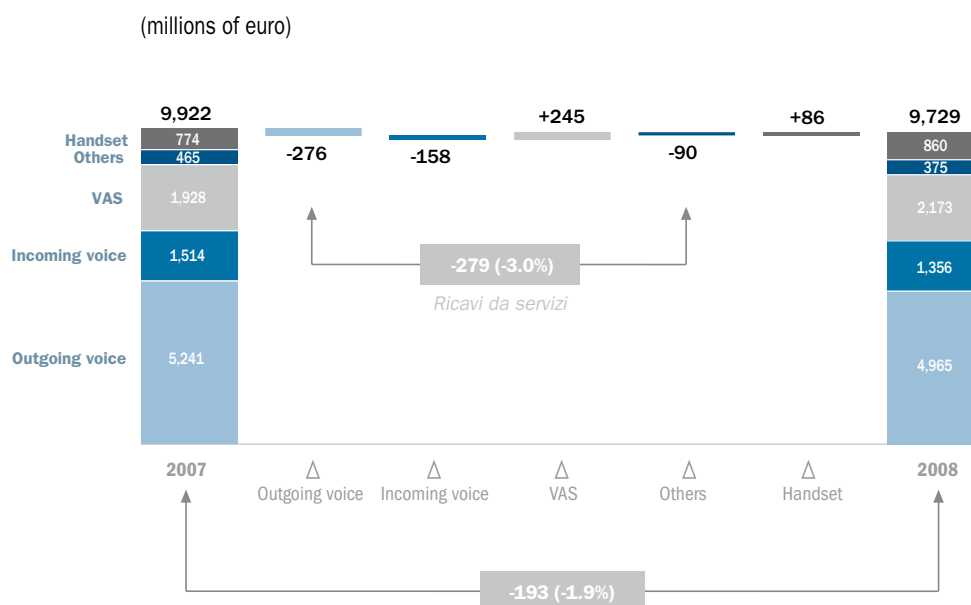 (millions of euro)
9,922
+245
+86
9,729
Handset
774
860
Others
465
-276
-158
-90
375
VAS
1,928
2,173
Incoming voice
1,514
-279 (-3.0%)
1,356
Ricavi da servizi
Outgoing voice
5,241
4,965
2007
△
△
△
△
△
2008
Outgoing voice
Incoming voice
VAS
Others
Handset
-193 (-1.9%)